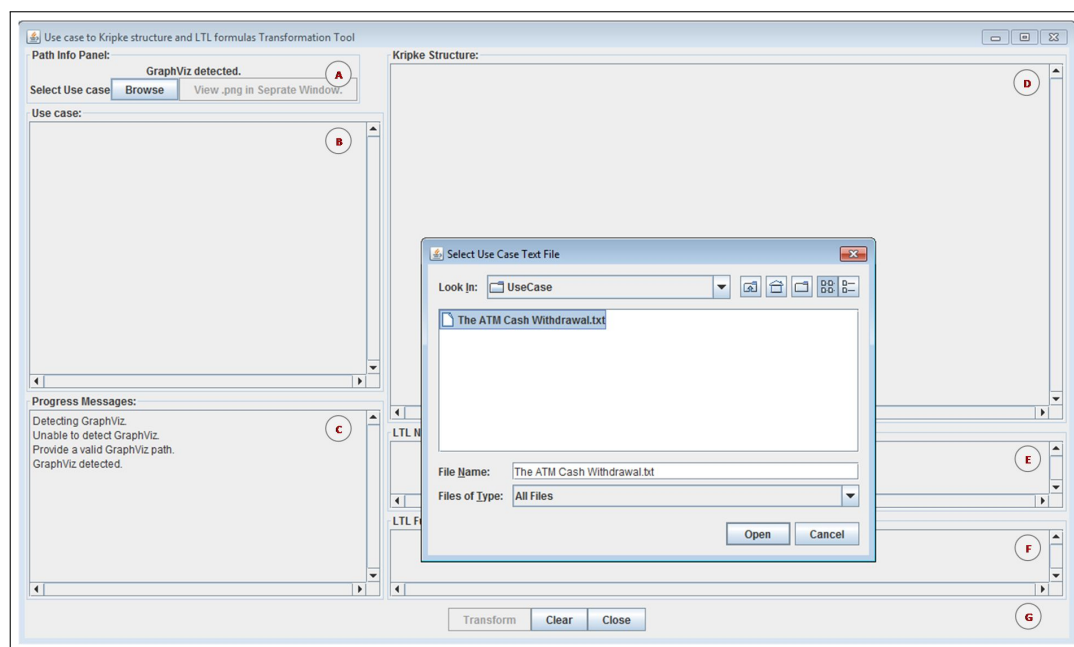 Use case to Kripke structure and LTL formulas Transformation Tool
Path Info Panel:
GraphViz detected.
A
Select Use case Browse View .png in Seprate Window.
Use case:
B
Progress Messages:
Detecting GraphViz.
Unable to detect GraphViz.
Provide a valid GraphViz path.
GraphViz detected.
C
Kripke Structure:
D
Select Use Case Text File
Look In: UseCase
The ATM Cash Withdrawal.txt
File Name: The ATM Cash Withdrawal.txt
Files of Type: All Files
Open Cancel
LTL N
E
LTL Fu
F
Transform Clear Close
G